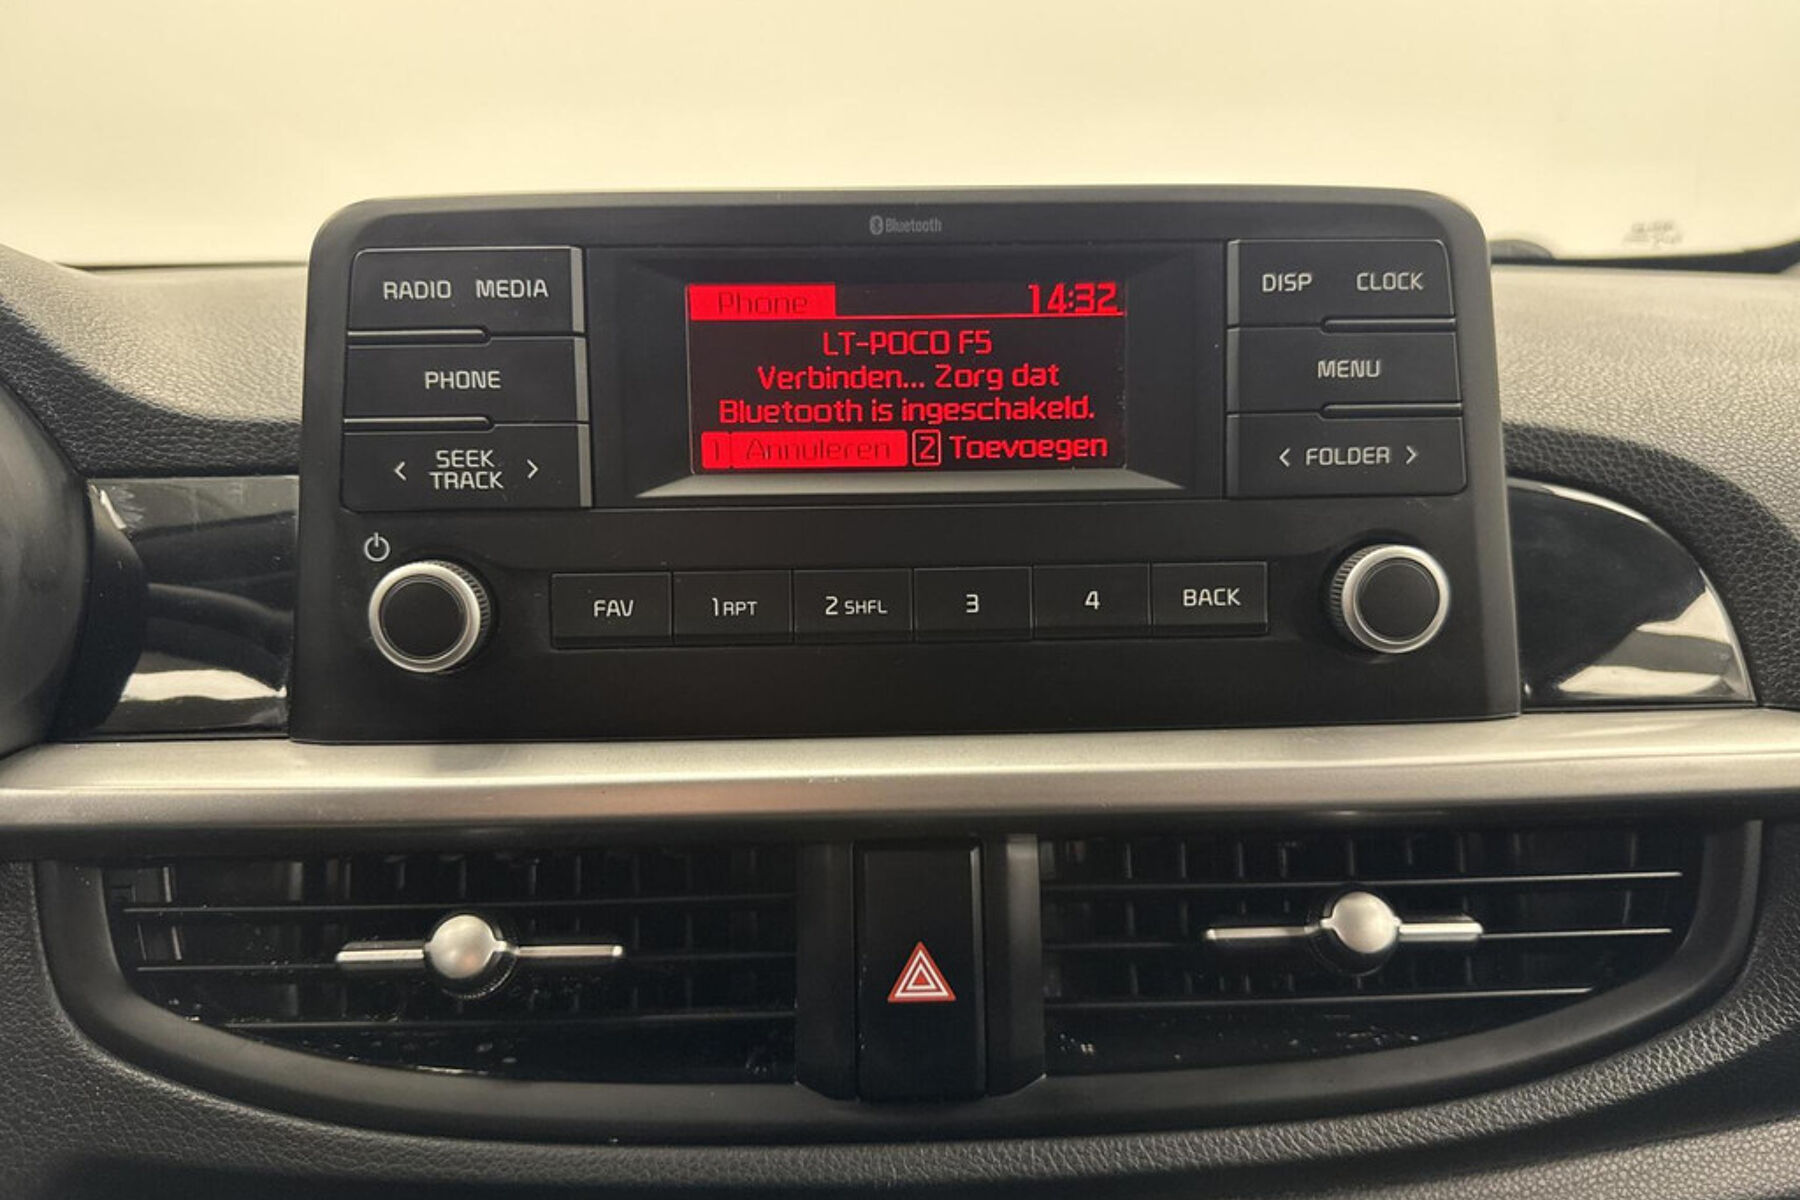 Bluetooth
RADIO MEDIA
PHONE
< SEEK TRACK >
Phone 14:32
LT-POCO F5
Verbinden... Zorg dat
Bluetooth is ingeschakeld.
1 Annuleren 2 Toevoegen
DISP CLOCK
MENU
< FOLDER >
FAV 1 RPT 2 SHFL 3 4 BACK